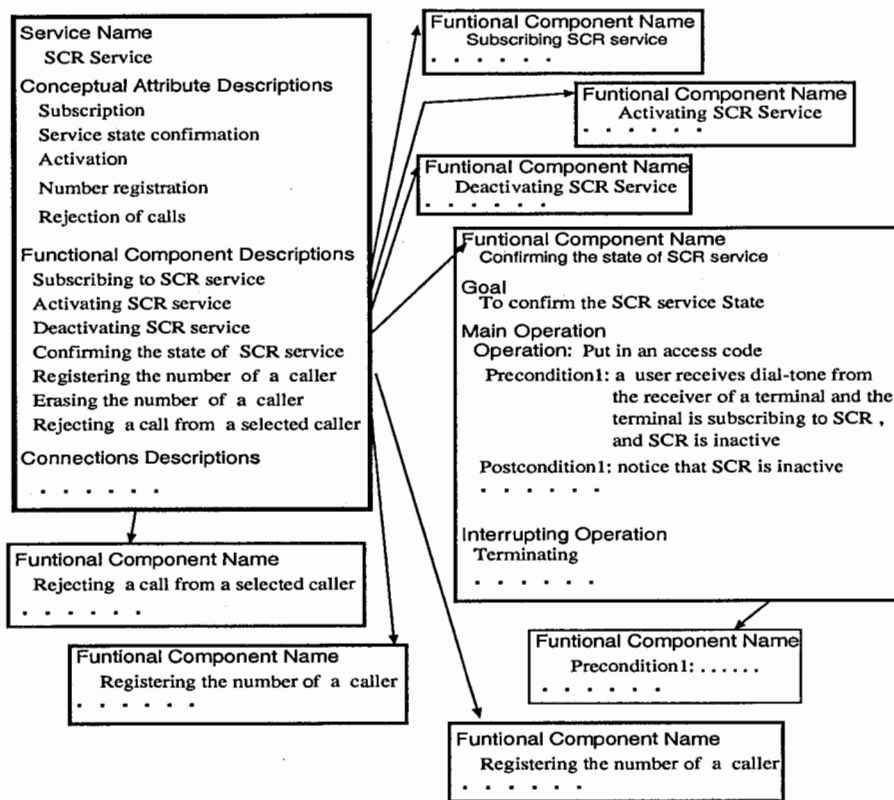 Service Name
SCR Service
Conceptual Attribute Descriptions
Subscription
Service state confirmation
Activation
Number registration
Rejection of calls
Functional Component Descriptions
Subscribing to SCR service
Activating SCR service
Deactivating SCR service
Confirming the state of SCR service
Registering the number of a caller
Erasing the number of a caller
Rejecting a call from a selected caller
Connections Descriptions
. . . . . .
Funtional Component Name
Subscribing SCR service
. . . . . .
Funtional Component Name
Activating SCR Service
. . . . . .
Funtional Component Name
Deactivating SCR Service
. . . . . .
Funtional Component Name
Confirming the state of SCR service
Goal
To confirm the SCR service State
Main Operation
Operation: Put in an access code
Precondition1: a user receives dial-tone from
the receiver of a terminal and the
terminal is subscribing to SCR ,
and SCR is inactive
Postcondition1: notice that SCR is inactive
. . . . . .
Interrupting Operation
Terminating
. . . . . .
Funtional Component Name
Rejecting a call from a selected caller
. . . . . .
Funtional Component Name
Registering the number of a caller
. . . . . .
Funtional Component Name
Precondition1: . . . . . .
. . . . . .
Funtional Component Name
Registering the number of a caller
. . . . . .